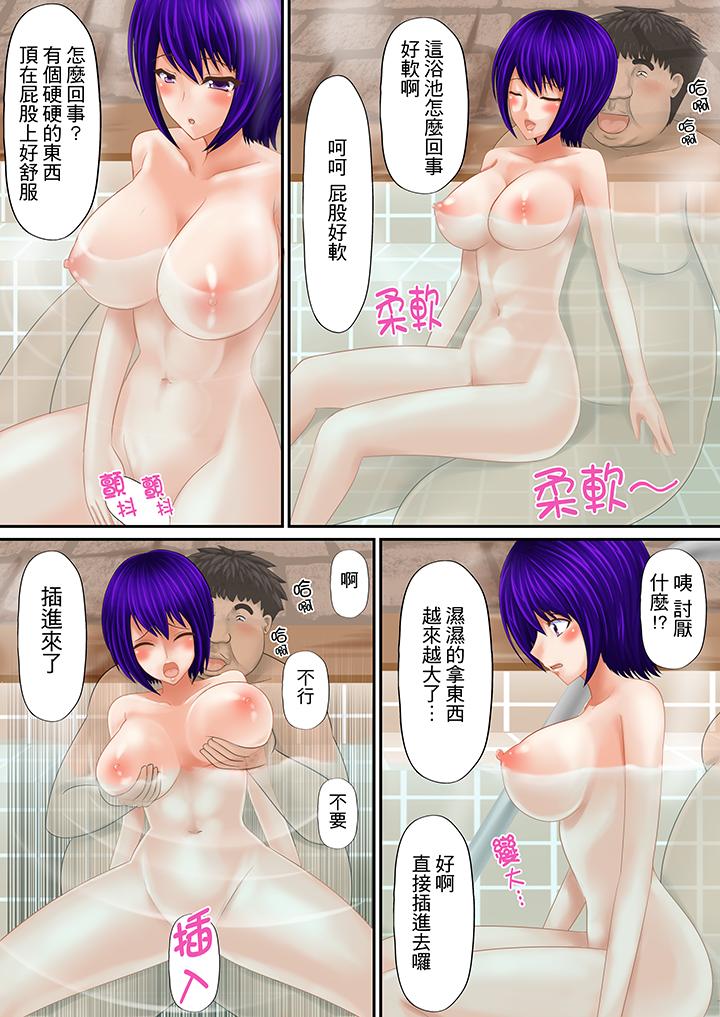 這浴池怎麼回事
好軟啊
呵呵 屁股好軟
哈啊
哈啊
柔軟
柔軟～
怎麼回事？
有個硬硬的東西
頂在屁股上好舒服
顫抖
顫抖
咦 討厭
什麼!?
濕濕的拿東西
越來越大了…
變大…
好啊
直接插進去囉
啊
哈啊
哈啊
不行
不要
插進來了
插入